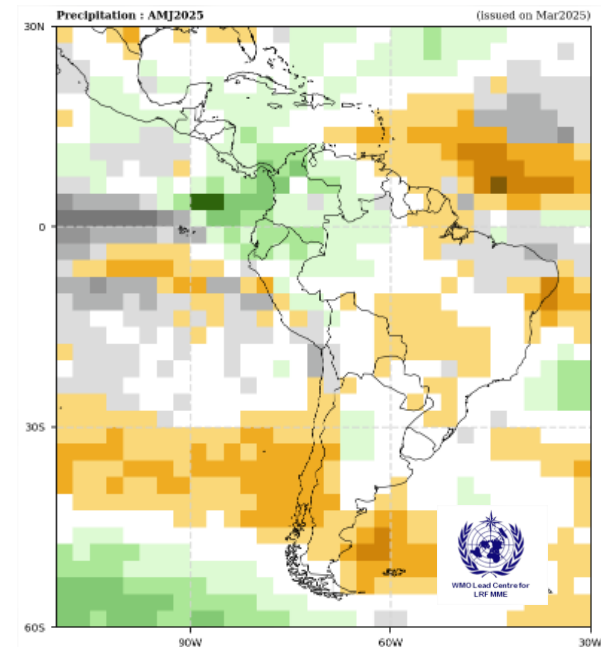 Precipitation : AMJ2025 (issued on Mar2025)
30N
0
30S
60S
90W 60W 30W
WMO Lead Centre for
LRF MME